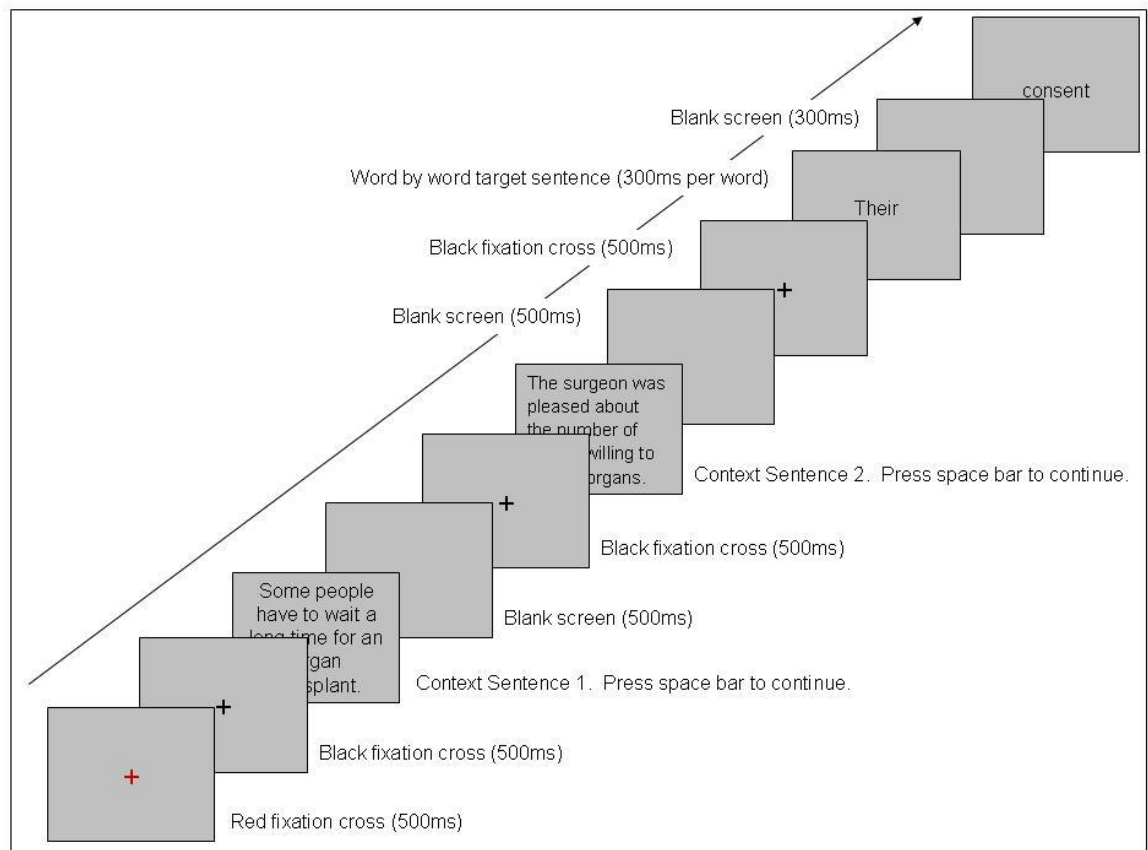 consent
Blank screen (300ms)
Word by word target sentence (300ms per word)
Their
Black fixation cross (500ms)
Blank screen (500ms)
The surgeon was
pleased about
the number of
willing to
organs.
Context Sentence 2. Press space bar to continue.
Black fixation cross (500ms)
Some people
have to wait a
long time for an
Blank screen (500ms)
Context Sentence 1. Press space bar to continue.
Black fixation cross (500ms)
Red fixation cross (500ms)